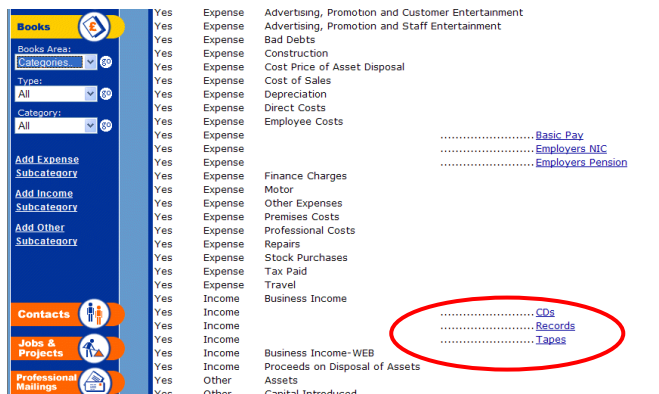 Books
Books Area:
Categories..
go
Type:
All
go
Category:
All
go
Add Expense
Subcategory
Add Income
Subcategory
Add Other
Subcategory
Contacts
Jobs &
Projects
Professional
Mailings
Yes Expense Advertising, Promotion and Customer Entertainment
Yes Expense Advertising, Promotion and Staff Entertainment
Yes Expense Bad Debts
Yes Expense Construction
Yes Expense Cost Price of Asset Disposal
Yes Expense Cost of Sales
Yes Expense Depreciation
Yes Expense Direct Costs
Yes Expense Employee Costs
Yes Expense ........................Basic Pay
Yes Expense ........................Employers NIC
Yes Expense ........................Employers Pension
Yes Expense Finance Charges
Yes Expense Motor
Yes Expense Other Expenses
Yes Expense Premises Costs
Yes Expense Professional Costs
Yes Expense Repairs
Yes Expense Stock Purchases
Yes Expense Tax Paid
Yes Expense Travel
Yes Income Business Income
Yes Income ........................CDs
Yes Income ........................Records
Yes Income ........................Tapes
Yes Income Business Income-WEB
Yes Income Proceeds on Disposal of Assets
Yes Other Assets
Yes Other Capital Introduced